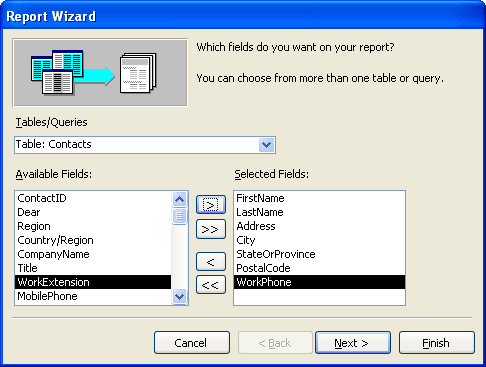 Report Wizard
Which fields do you want on your report?
You can choose from more than one table or query.
Tables/Queries
Table: Contacts
Available Fields:
Selected Fields:
ContactID
Dear
Region
Country/Region
CompanyName
Title
WorkExtension
MobilePhone
>
>>
<
<<
FirstName
LastName
Address
City
StateOrProvince
PostalCode
WorkPhone
Cancel
< Back
Next >
Finish